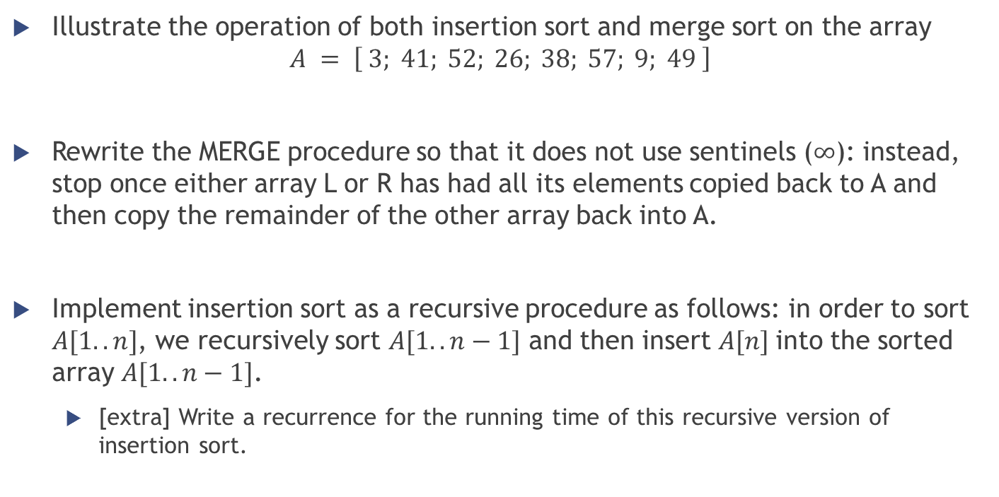 Illustrate the operation of both insertion sort and merge sort on the array
A = [ 3; 41; 52; 26; 38; 57; 9; 49 ]
Rewrite the MERGE procedure so that it does not use sentinels (∞): instead,
stop once either array L or R has had all its elements copied back to A and
then copy the remainder of the other array back into A.
Implement insertion sort as a recursive procedure as follows: in order to sort
A[1..n], we recursively sort A[1..n − 1] and then insert A[n] into the sorted
array A[1..n − 1].
[extra] Write a recurrence for the running time of this recursive version of
insertion sort.